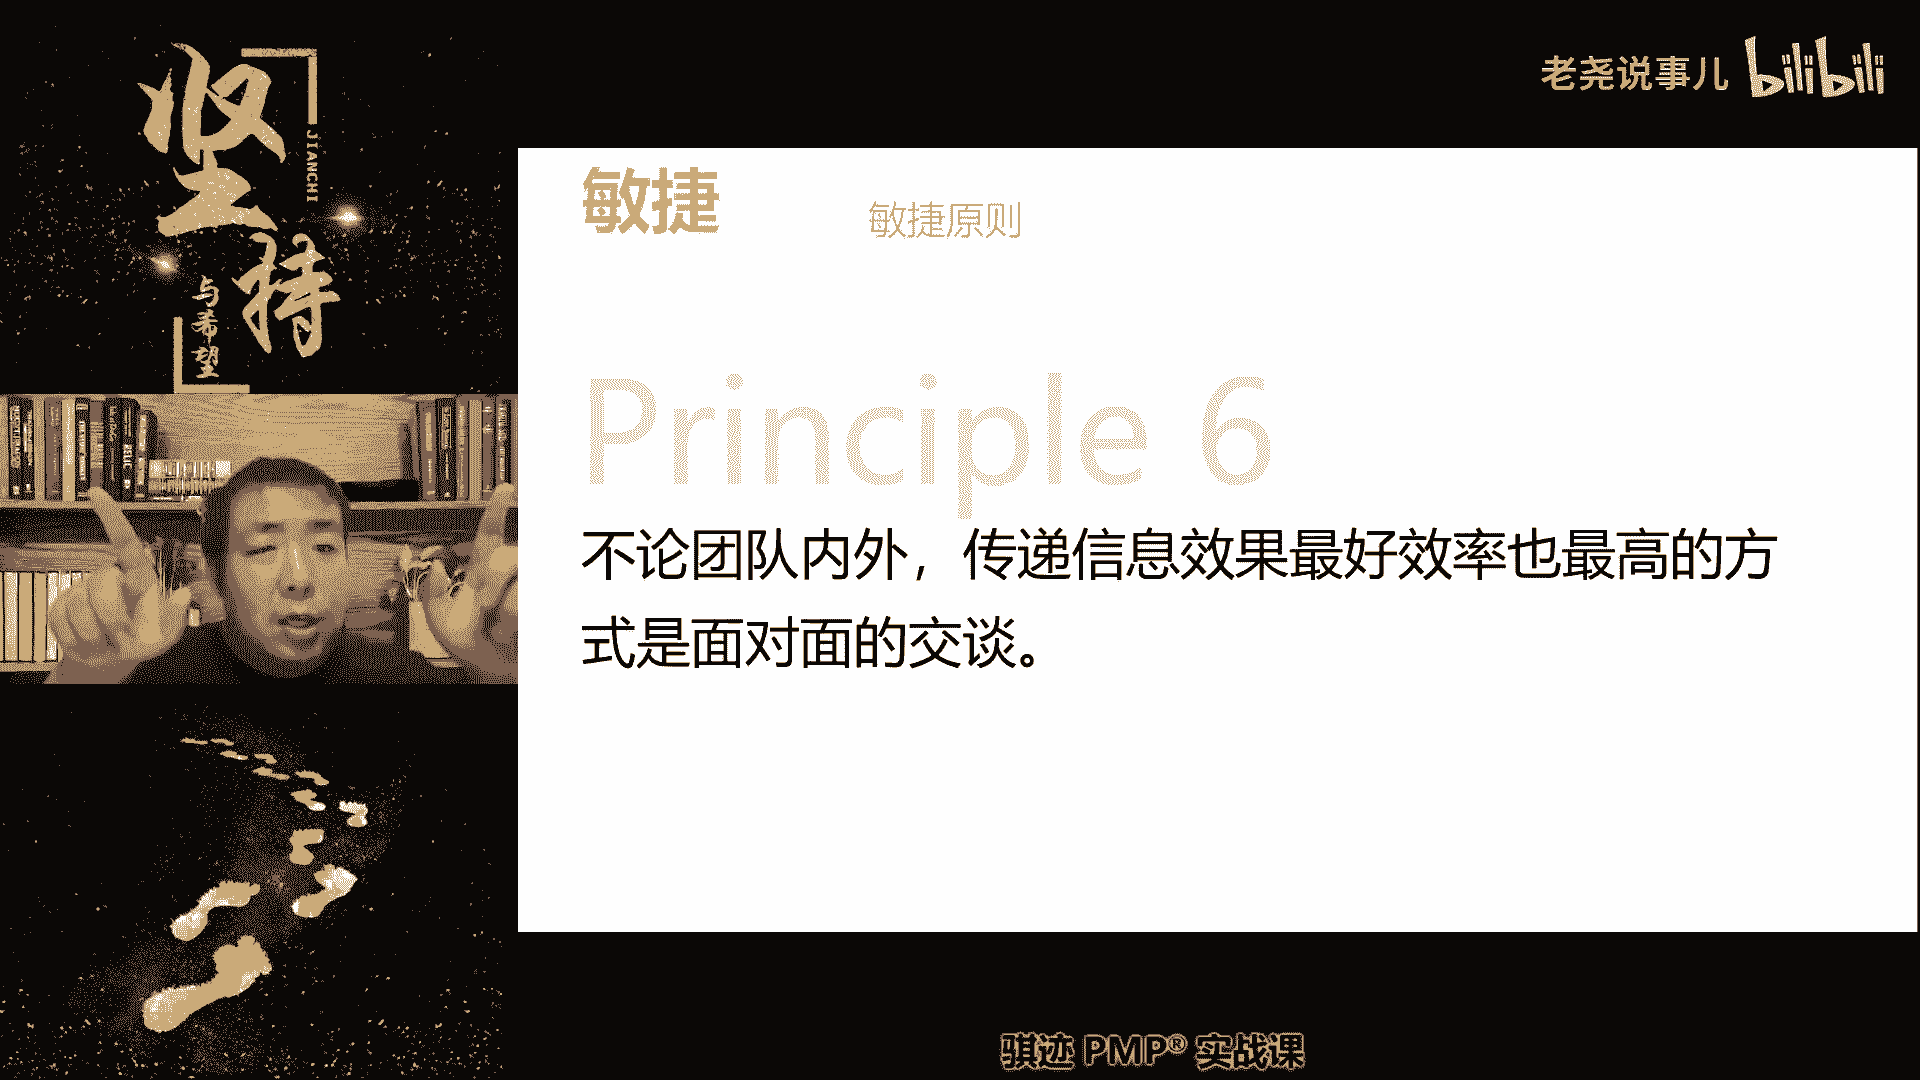 坚持
JIANCHI
与希望
老尧说事儿 bilibili
敏捷
敏捷原则
Principle 6
不论团队内外，传递信息效果最好效率也最高的方
式是面对面的交谈。
骐迹 PMP® 实战课